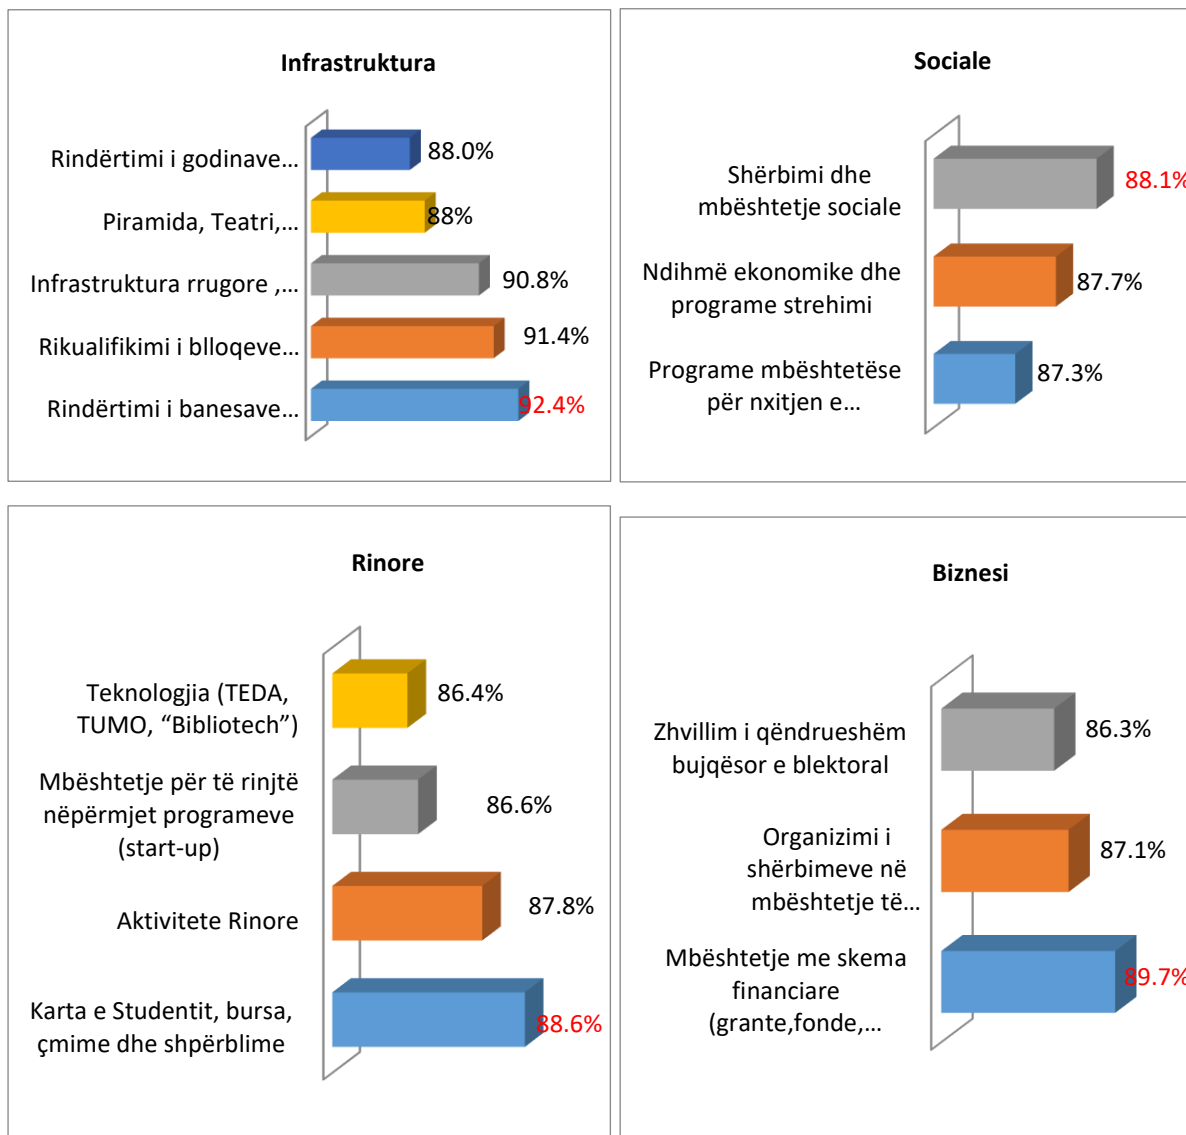 Infrastruktura
Rindërtimi i godinave...
88.0%
Piramida, Teatri,...
88%
Infrastruktura rrugore ,...
90.8%
Rikualifikimi i blloqeve...
91.4%
Rindërtimi i banesave...
92.4%
Sociale
Shërbimi dhe
mbështetje sociale
88.1%
Ndihmë ekonomike dhe
programe strehimi
87.7%
Programe mbështetëse
për nxitjen e...
87.3%
Rinore
Teknologjia (TEDA,
TUMO, “Bibliotech”)
86.4%
Mbështetje për të rinjtë
nëpërmjet programeve
(start-up)
86.6%
Aktivitete Rinore
87.8%
Karta e Studentit, bursa,
çmime dhe shpërblime
88.6%
Biznesi
Zhvillim i qëndrueshëm
bujqësor e blektoral
86.3%
Organizimi i
shërbimeve në
mbështetje të...
87.1%
Mbështetje me skema
financiare
(grante,fonde,...
89.7%